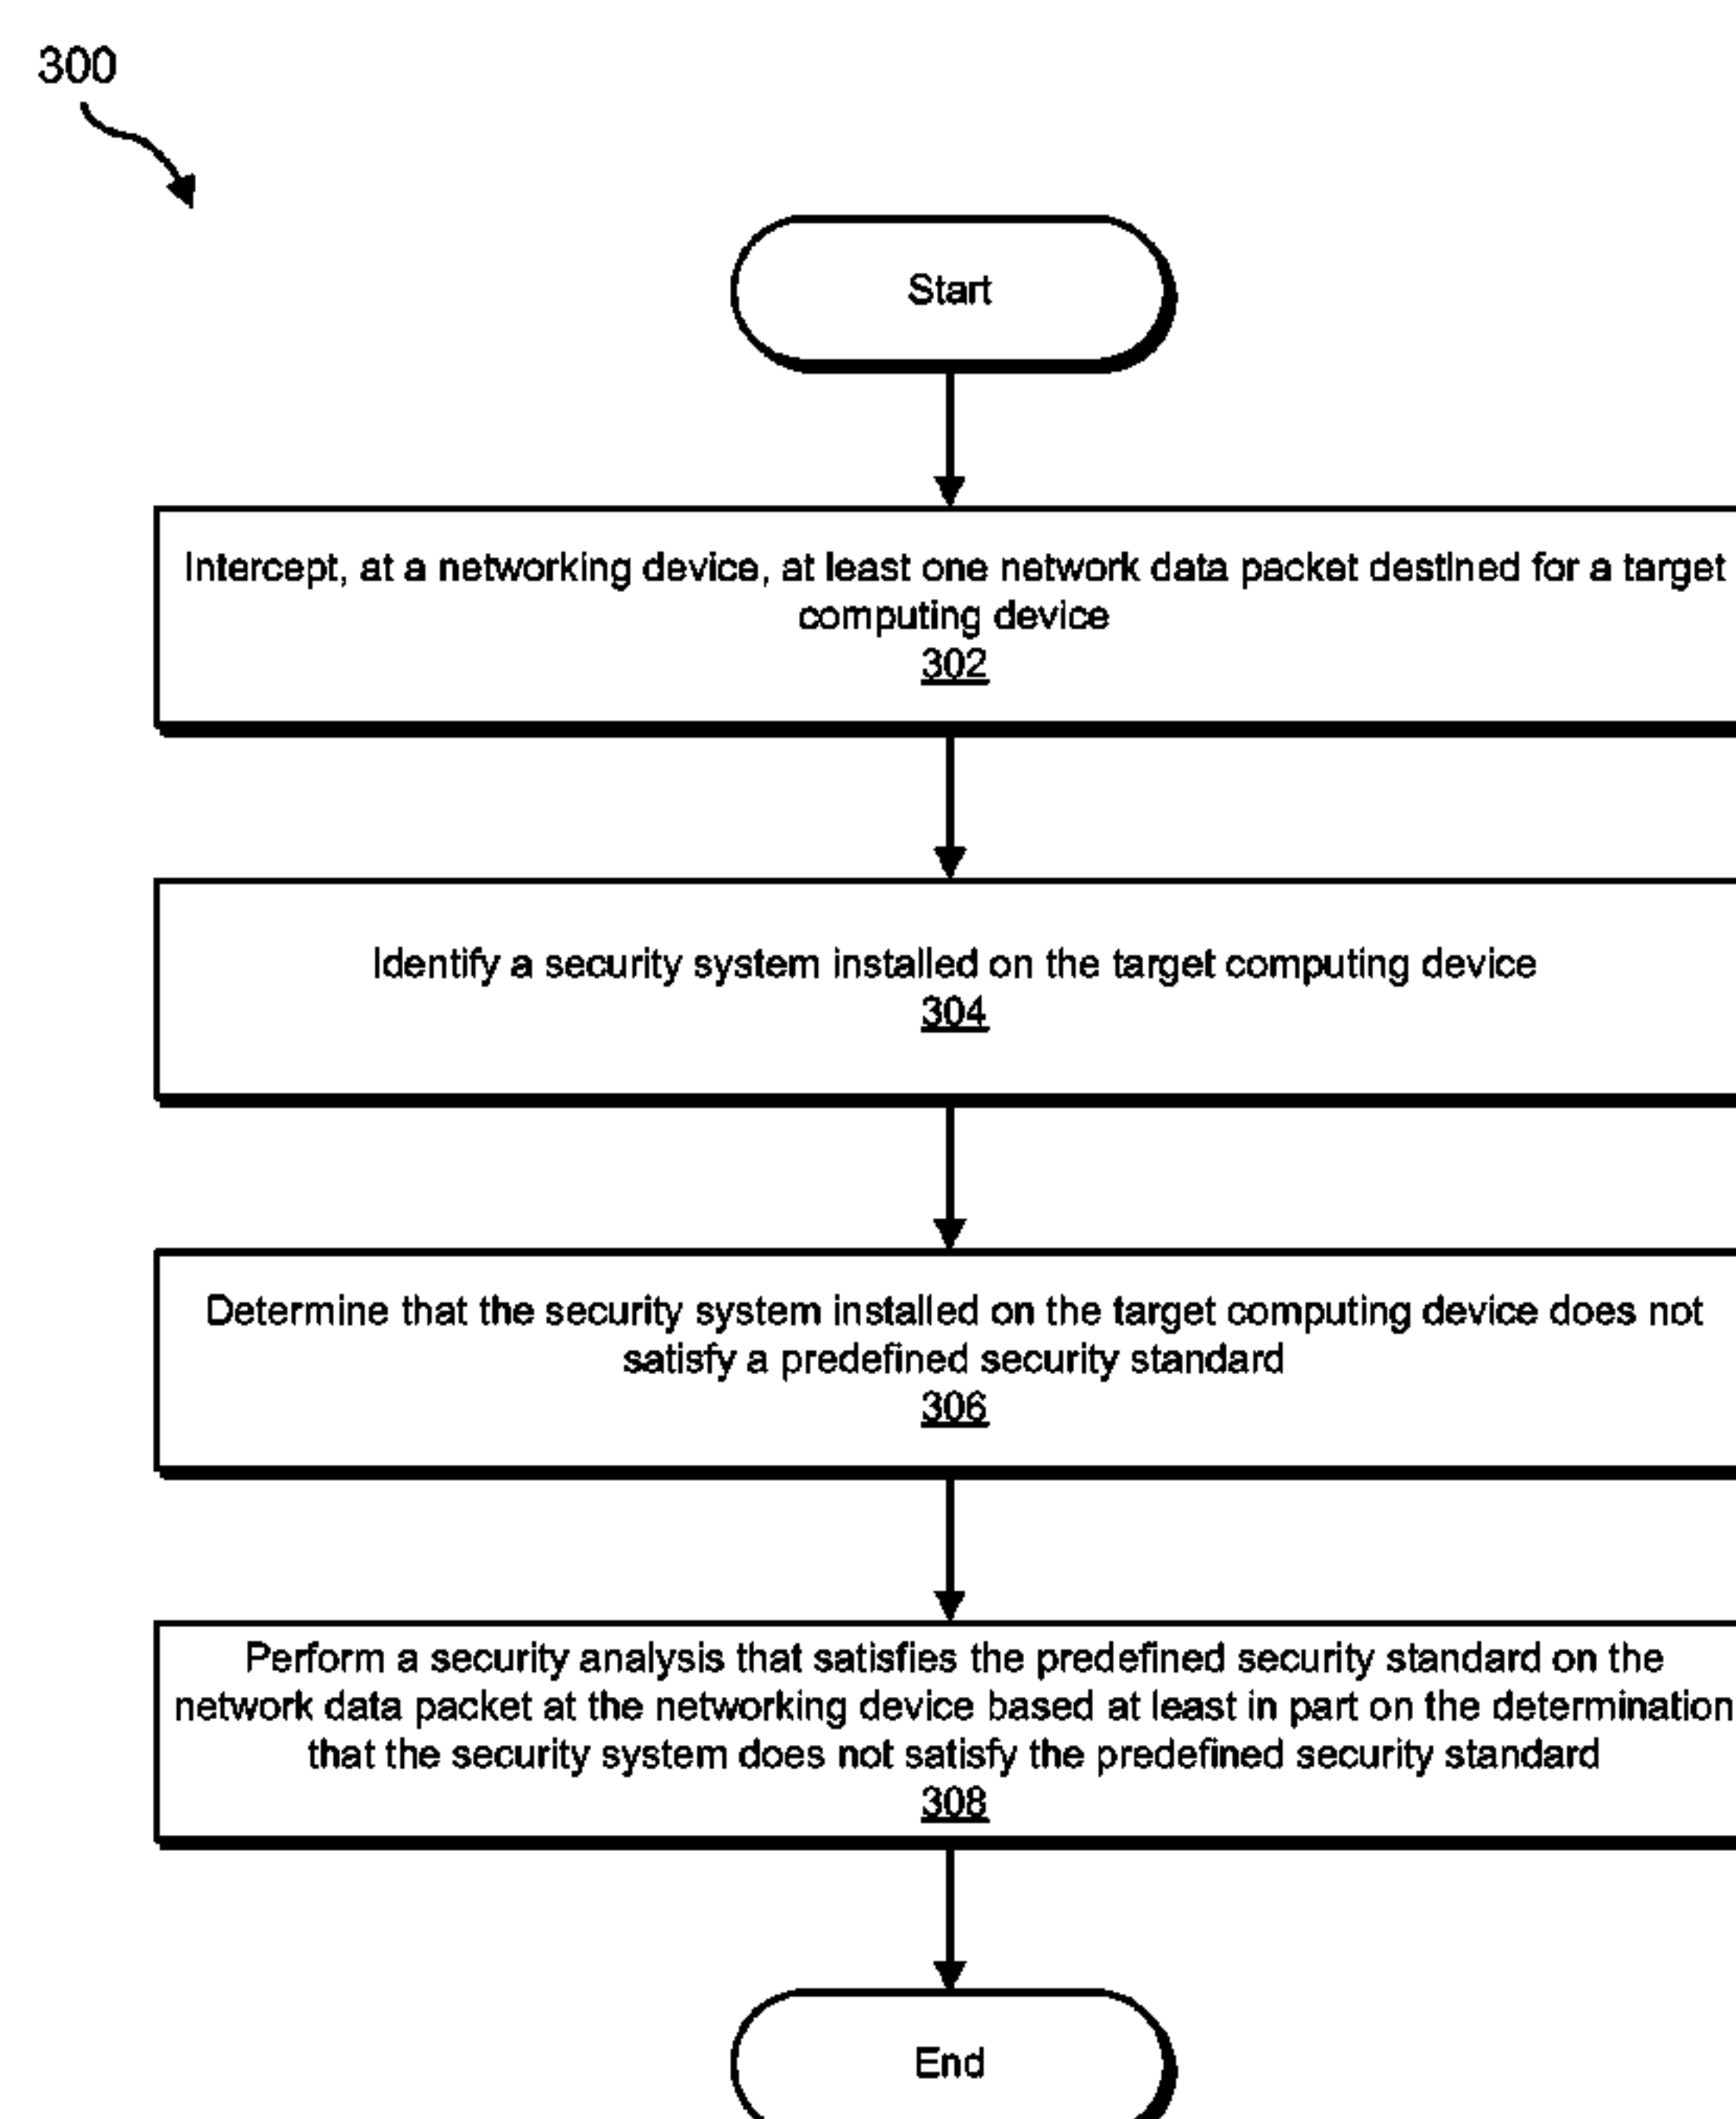 300
Start
Intercept, at a networking device, at least one network data packet destined for a target
computing device
302
Identify a security system installed on the target computing device
304
Determine that the security system installed on the target computing device does not
satisfy a predefined security standard
306
Perform a security analysis that satisfies the predefined security standard on the
network data packet at the networking device based at least in part on the determination
that the security system does not satisfy the predefined security standard
308
End